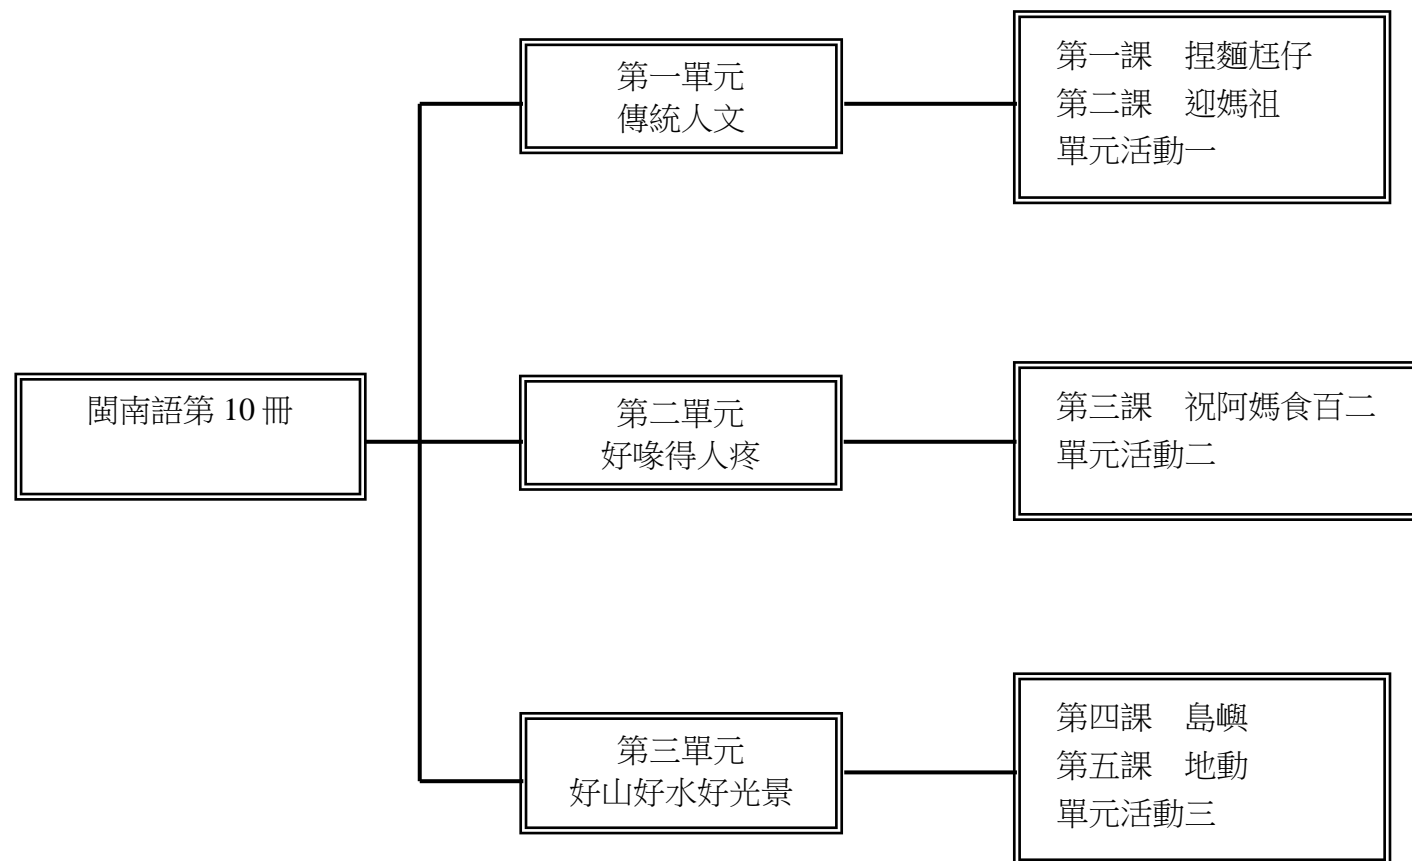 閩南語第 10 冊
第一單元
傳統人文
第一課　捏麵尪仔
第二課　迎媽祖
單元活動一
第二單元
好喙得人疼
第三課　祝阿媽食百二
單元活動二
第三單元
好山好水好光景
第四課　島嶼
第五課　地動
單元活動三